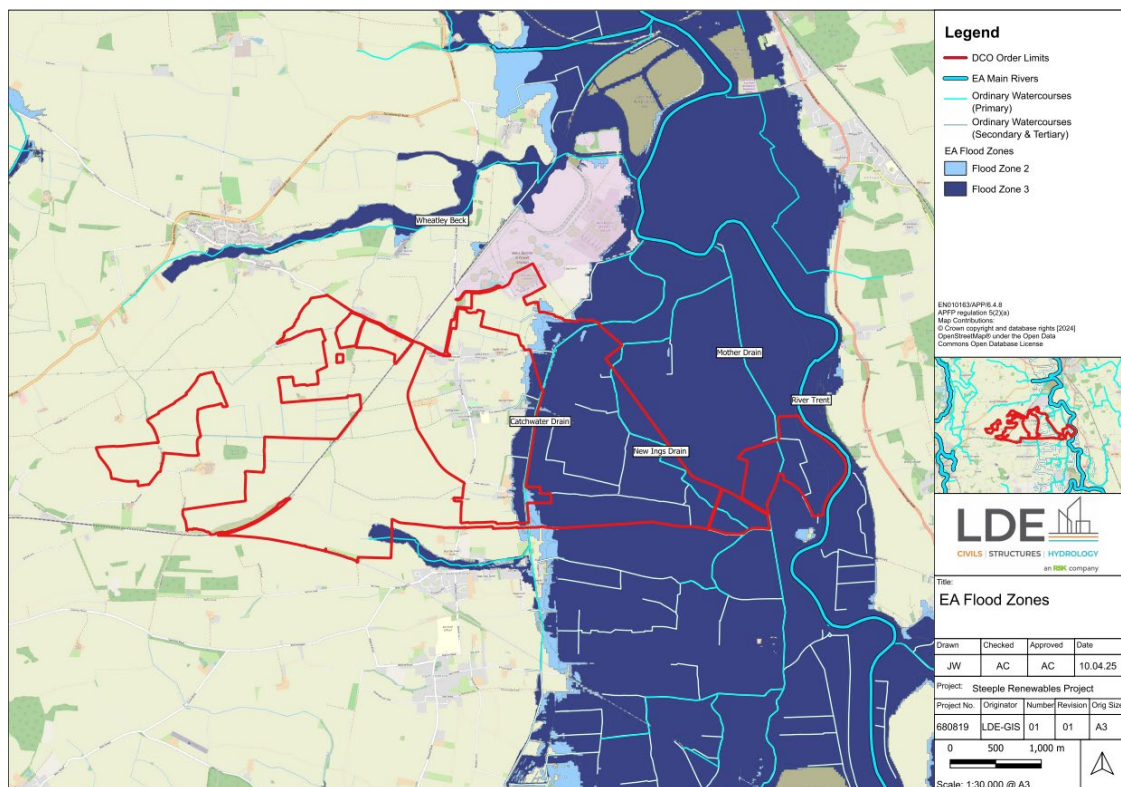 Wheatley Beck
Mother Drain
River Trent
Catchwater Drain
New Ings Drain
Legend
DCO Order Limits
EA Main Rivers
Ordinary Watercourses
(Primary)
Ordinary Watercourses
(Secondary & Tertiary)
EA Flood Zones
Flood Zone 2
Flood Zone 3
EN010163/APP/6.4.8
APFP regulation 5(2)(a)
Map Contributions:
© Crown copyright and database rights [2024]
OpenStreetMap® under the Open Data
Commons Open Database License
LDE
CIVILS | STRUCTURES | HYDROLOGY
an RSK company
Title:
EA Flood Zones
Drawn Checked Approved Date
JW AC AC 10.04.25
Project: Steeple Renewables Project
Project No. Originator Number Revision Orig Size
680819 LDE-GIS 01 01 A3
0 500 1,000 m
Scale: 1:30,000 @ A3